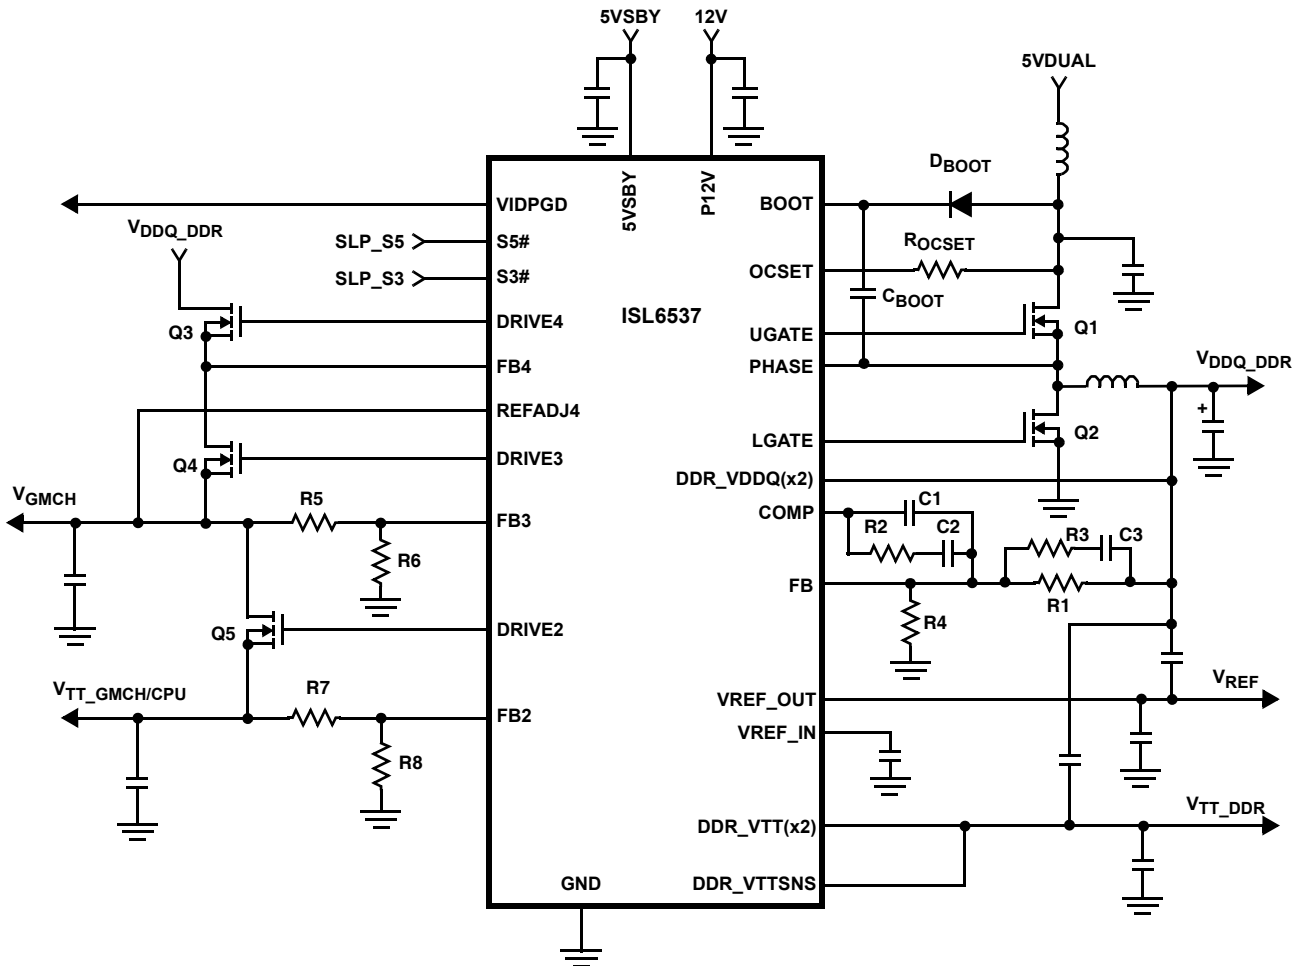 5VSBY
12V
5VDUAL
DBOOT
VIDPGD
5VSBY
P12V
BOOT
VDDQ_DDR
SLP_S5
S5#
ROCSET
SLP_S3
S3#
OCSET
CBOOT
Q3
DRIVE4
ISL6537
UGATE
Q1
FB4
PHASE
VDDQ_DDR
REFADJ4
+
Q4
DRIVE3
LGATE
Q2
DDR_VDDQ(x2)
VGMCH
R5
FB3
COMP
C1
R2
C2
R3
C3
R6
FB
R1
Q5
DRIVE2
R4
VTT_GMCH/CPU
R7
FB2
VREF_OUT
VREF
VREF_IN
R8
DDR_VTT(x2)
VTT_DDR
GND
DDR_VTTSNS